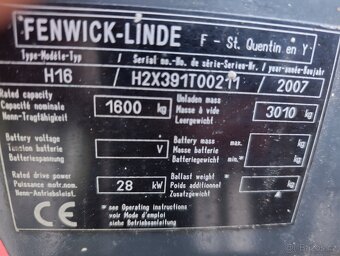 FENWICK-LINDE F - St. Quentin en Y
Type-Modèle-Typ / Serial no.-No. de série-Serien-Nr. / year-année-Baujahr
H16 / H2X391T00211 / 2007
Rated capacity
Capacité nominale 1600 kg
Nenn-Tragfähigkeit
Unladen mass
Masse à vide 3010 kg
Leergewicht
Battery voltage
Tension batterie V
Batteriespannung
Battery mass
Masse batterie kg
Batteriegewicht
max. kg
min. kg
Rated drive power
Puissance motr.nom. 28 kW
Nenn-Antriebsleist.
Ballast weight
Poids additionnel kg
Zusatzgewicht
CE
See operating instructions
voir Mode d'emploi
siehe Betriebsanleitung